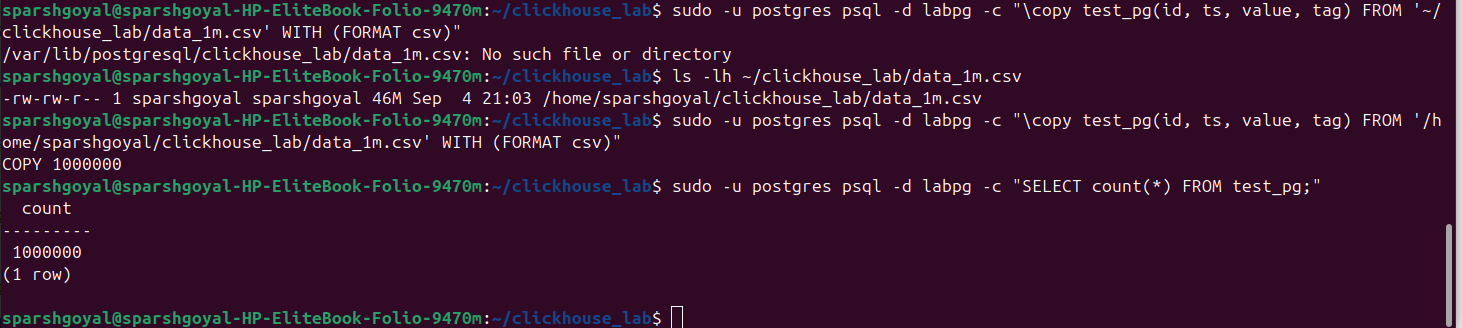 sparshgoyal@sparshgoyal-HP-EliteBook-Folio-9470m:~/clickhouse_lab$ sudo -u postgres psql -d labpg -c "\copy test_pg(id, ts, value, tag) FROM '~/
clickhouse_lab/data_1m.csv' WITH (FORMAT csv)"
/var/lib/postgresql/clickhouse_lab/data_1m.csv: No such file or directory
sparshgoyal@sparshgoyal-HP-EliteBook-Folio-9470m:~/clickhouse_lab$ ls -lh ~/clickhouse_lab/data_1m.csv
-rw-rw-r-- 1 sparshgoyal sparshgoyal 46M Sep  4 21:03 /home/sparshgoyal/clickhouse_lab/data_1m.csv
sparshgoyal@sparshgoyal-HP-EliteBook-Folio-9470m:~/clickhouse_lab$ sudo -u postgres psql -d labpg -c "\copy test_pg(id, ts, value, tag) FROM '/h
ome/sparshgoyal/clickhouse_lab/data_1m.csv' WITH (FORMAT csv)"
COPY 1000000
sparshgoyal@sparshgoyal-HP-EliteBook-Folio-9470m:~/clickhouse_lab$ sudo -u postgres psql -d labpg -c "SELECT count(*) FROM test_pg;"
  count
---------
 1000000
(1 row)
sparshgoyal@sparshgoyal-HP-EliteBook-Folio-9470m:~/clickhouse_lab$